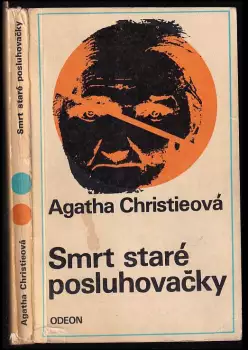 Smrt staré posluhovačky
Agatha Christieová
Agatha Christieová
Smrt staré
posluhovačky
ODEON